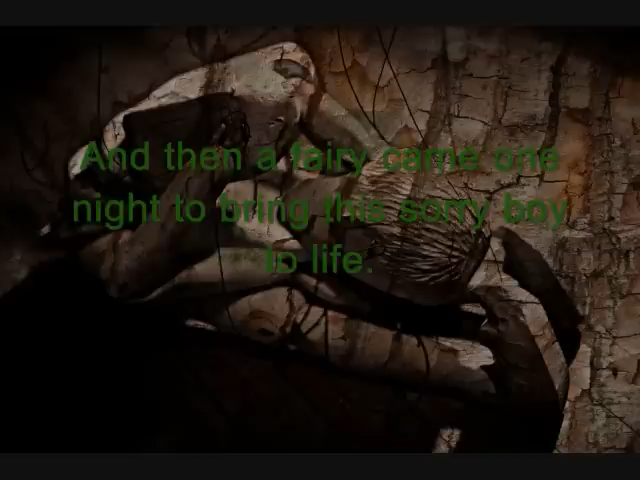 And then a fairy came one
night to bring this sorry boy
to life.